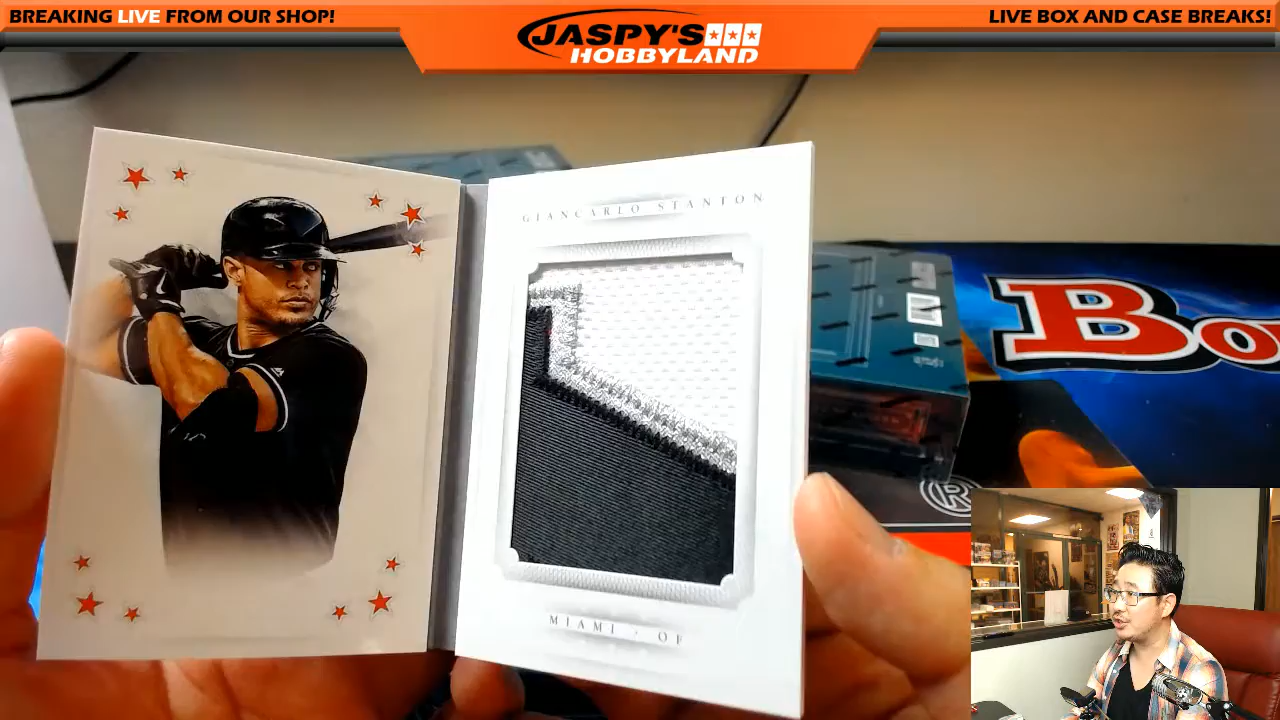 BREAKING LIVE FROM OUR SHOP!
JASPY'S
HOBBYLAND
LIVE BOX AND CASE BREAKS!
GIANCARLO STANTON
MIAMI · OF
Bo
R